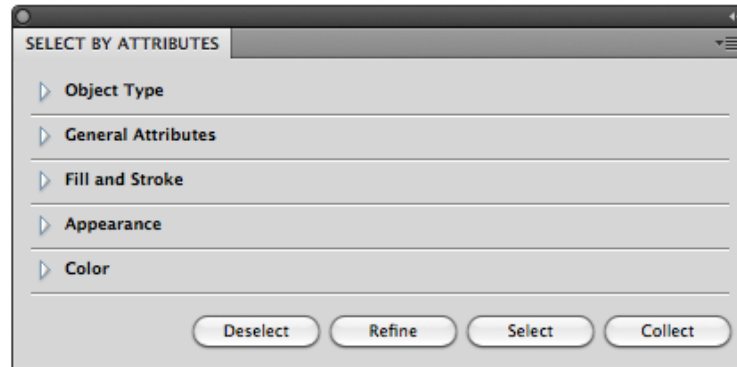 SELECT BY ATTRIBUTES
Object Type
General Attributes
Fill and Stroke
Appearance
Color
Deselect Refine Select Collect